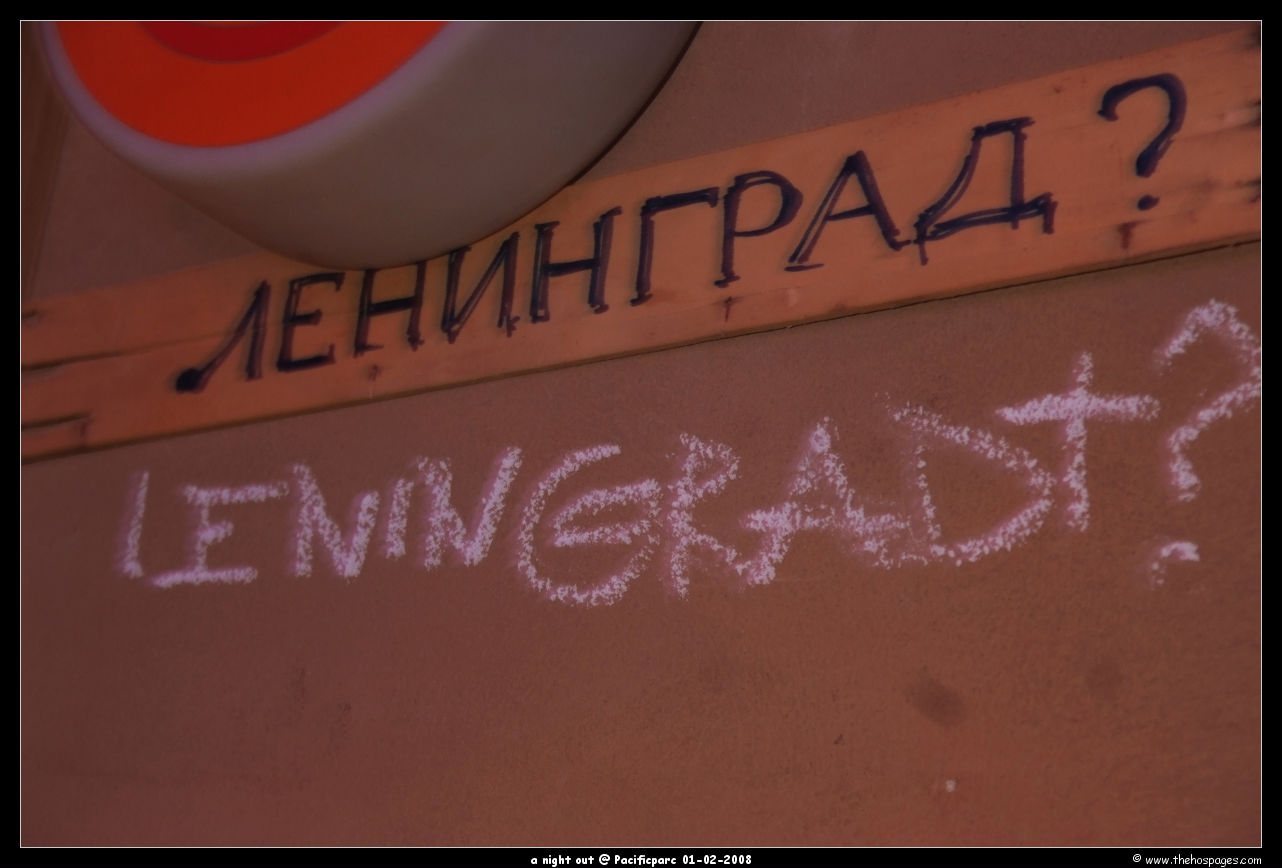 ЛЕНИНГРАД ?
LENINGRADT?
a night out @ Pacificparc 01-02-2008
© www.thehospages.com